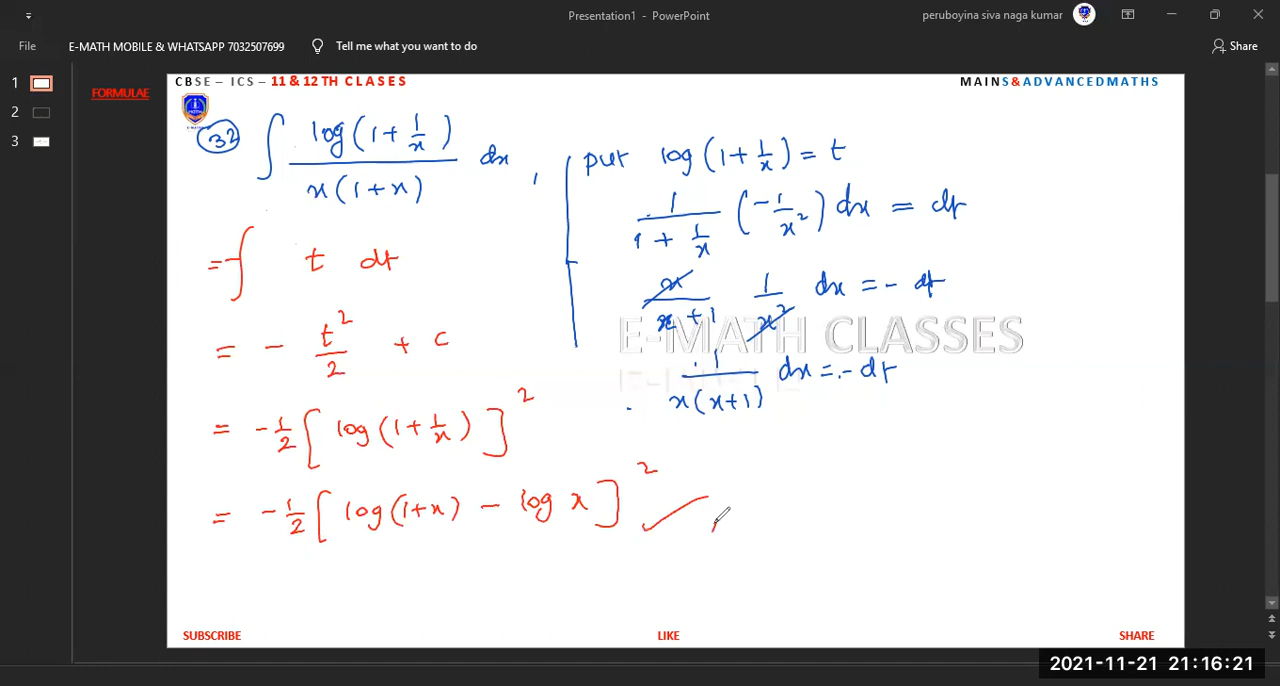 Presentation1 - PowerPoint
peruboyina siva naga kumar
File
E-MATH MOBILE & WHATSAPP 7032507699
Tell me what you want to do
Share
1
2
3
FORMULAE
CBSE – ICS – 11 & 12 TH CLASES
MAINS&ADVANCEDMATHS
(32) ∫ log(1 + 1/x) / x(1+x) dx ,
put log(1 + 1/x) = t
1/(1 + 1/x) (-1/x²) dx = dt
x/(x+1) 1/x² dx = - dt
1/x(x+1) dx = - dt
= -∫ t dt
= - t²/2 + c
= -1/2 [log(1 + 1/x)]²
= -1/2 [log(1+x) - log x]²
E-MATH CLASSES
SUBSCRIBE
LIKE
SHARE
2021-11-21 21:16:21